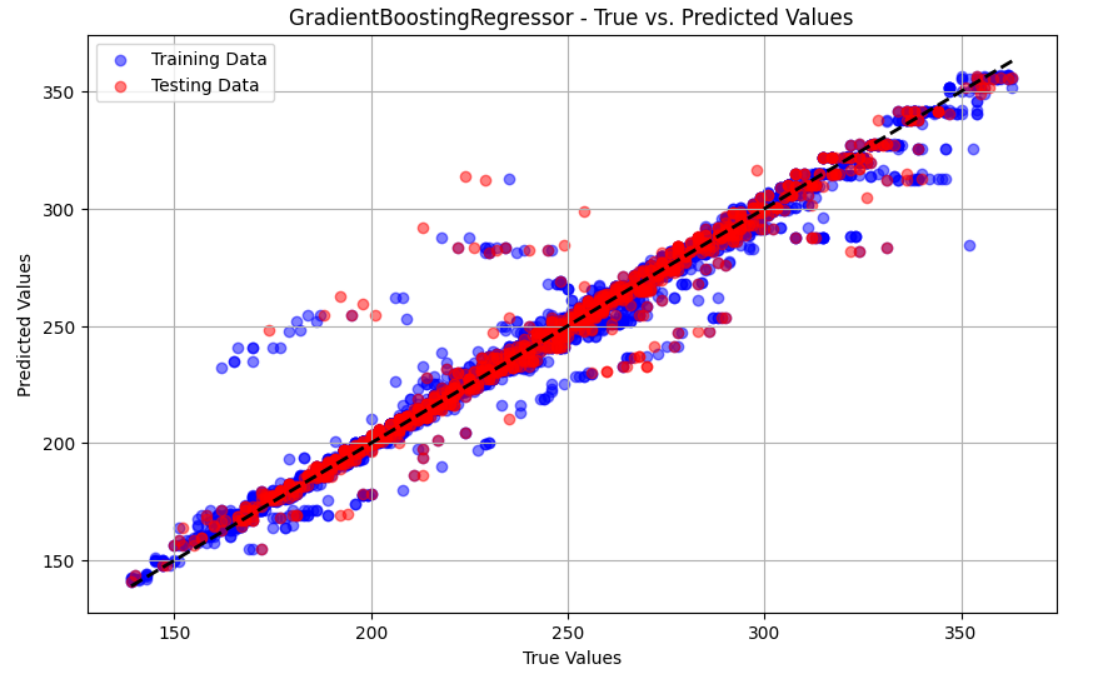 GradientBoostingRegressor - True vs. Predicted Values
Training Data
Testing Data
350
300
250
200
150
Predicted Values
150
200
250
300
350
True Values